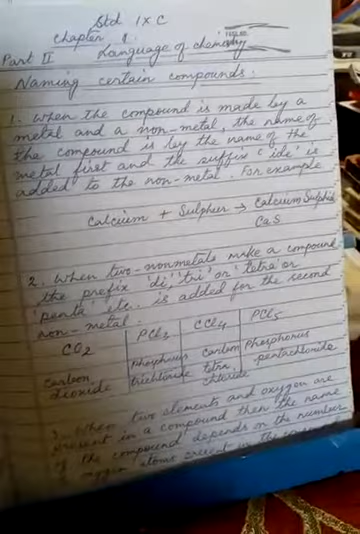 Std IX C
Chapter 1.
Part II Language of chemistry
Naming certain compounds:
1. When the compound is made by a
metal and a non-metal, the name of
the compound is by the name of the
metal first and the suffix 'ide' is
added to the non-metal. For example
Calcium + Sulphur → Calcium Sulphide
CaS
2. When two-nonmetals make a compound
the prefix 'di', 'tri' or 'tetra' or
'penta' etc. is added for the second
non-metal.
CO2 PCl3 CCl4 PCl5
Carbon dioxide Phosphorus trichloride Carbon tetra chloride Phosphorus pentachloride
3. When two elements and oxygen are
present in a compound then the name
of the compound depends on the number
oxygen atoms present in the